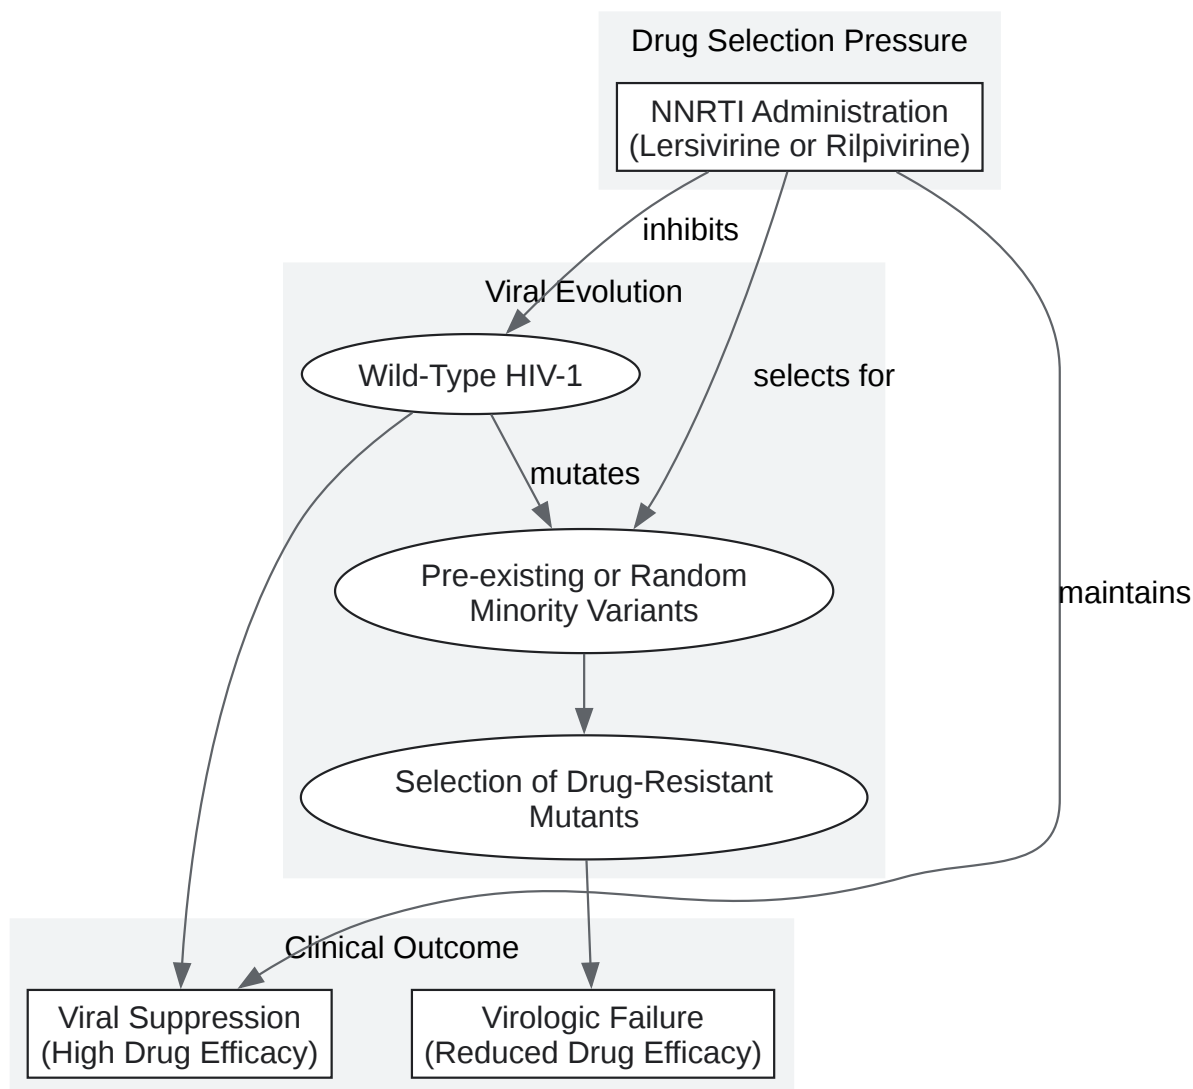 Drug Selection Pressure
NNRTI Administration
(Lersivirine or Rilpivirine)
inhibits
Viral Evolution
Wild-Type HIV-1
selects for
mutates
Pre-existing or Random
Minority Variants
maintains
Selection of Drug-Resistant
Mutants
Clinical Outcome
Viral Suppression
(High Drug Efficacy)
Virologic Failure
(Reduced Drug Efficacy)